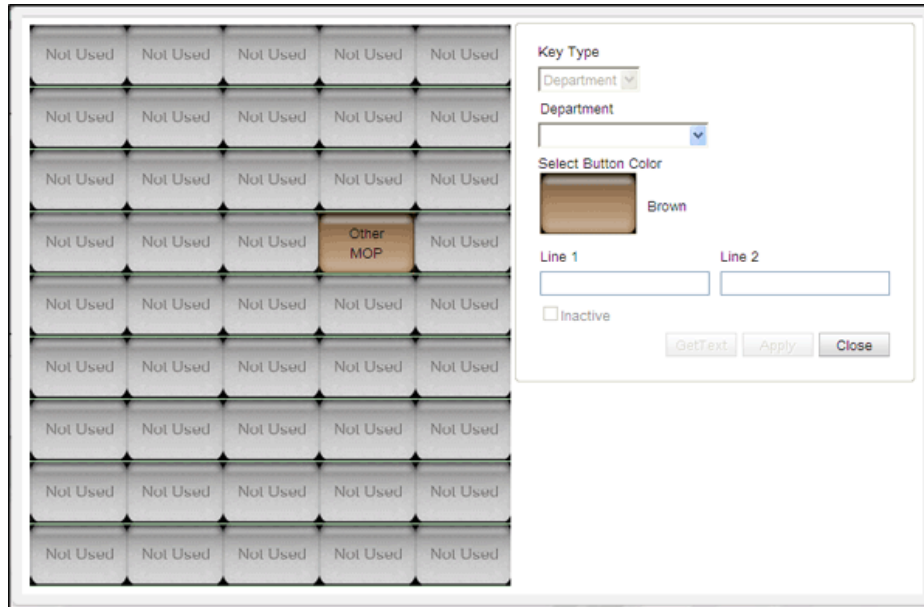 Not Used Not Used Not Used Not Used Not Used
Not Used Not Used Not Used Not Used Not Used
Not Used Not Used Not Used Not Used Not Used
Not Used Not Used Not Used Other MOP Not Used
Not Used Not Used Not Used Not Used Not Used
Not Used Not Used Not Used Not Used Not Used
Not Used Not Used Not Used Not Used Not Used
Not Used Not Used Not Used Not Used Not Used
Not Used Not Used Not Used Not Used Not Used
Key Type
Department
Department
Select Button Color
Brown
Line 1 Line 2
Inactive
GetText Apply Close